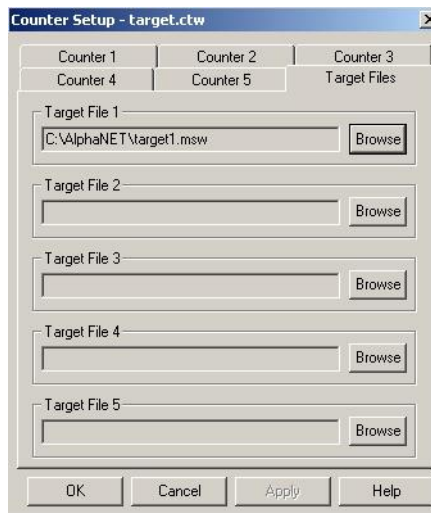 Counter Setup - target.ctw
Counter 1 Counter 2 Counter 3
Counter 4 Counter 5 Target Files
Target File 1
C:\AlphaNET\target1.msw Browse
Target File 2
Browse
Target File 3
Browse
Target File 4
Browse
Target File 5
Browse
OK Cancel Apply Help